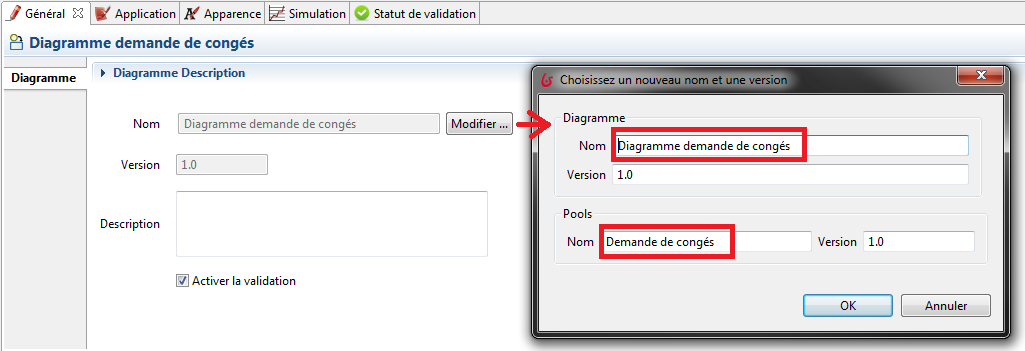 Général Application Apparence Simulation Statut de validation
Diagramme demande de congés
Diagramme
Diagramme Description
Nom Diagramme demande de congés Modifier ...
Version 1.0
Description
Activer la validation
Choisissez un nouveau nom et une version
Diagramme
Nom Diagramme demande de congés
Version 1.0
Pools
Nom Demande de congés Version 1.0
OK Annuler